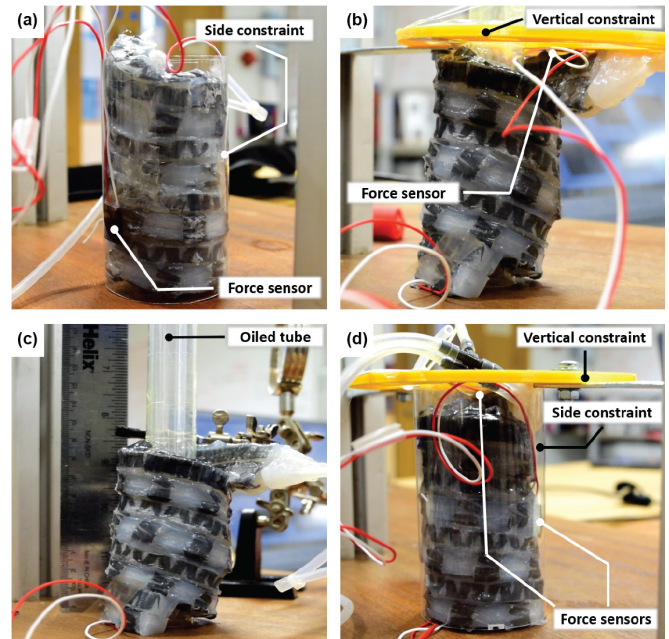 (a)
Side constraint
Force sensor
(b)
Vertical constraint
Force sensor
(c)
Oiled tube
Helix
(d)
Vertical constraint
Side constraint
Force sensors